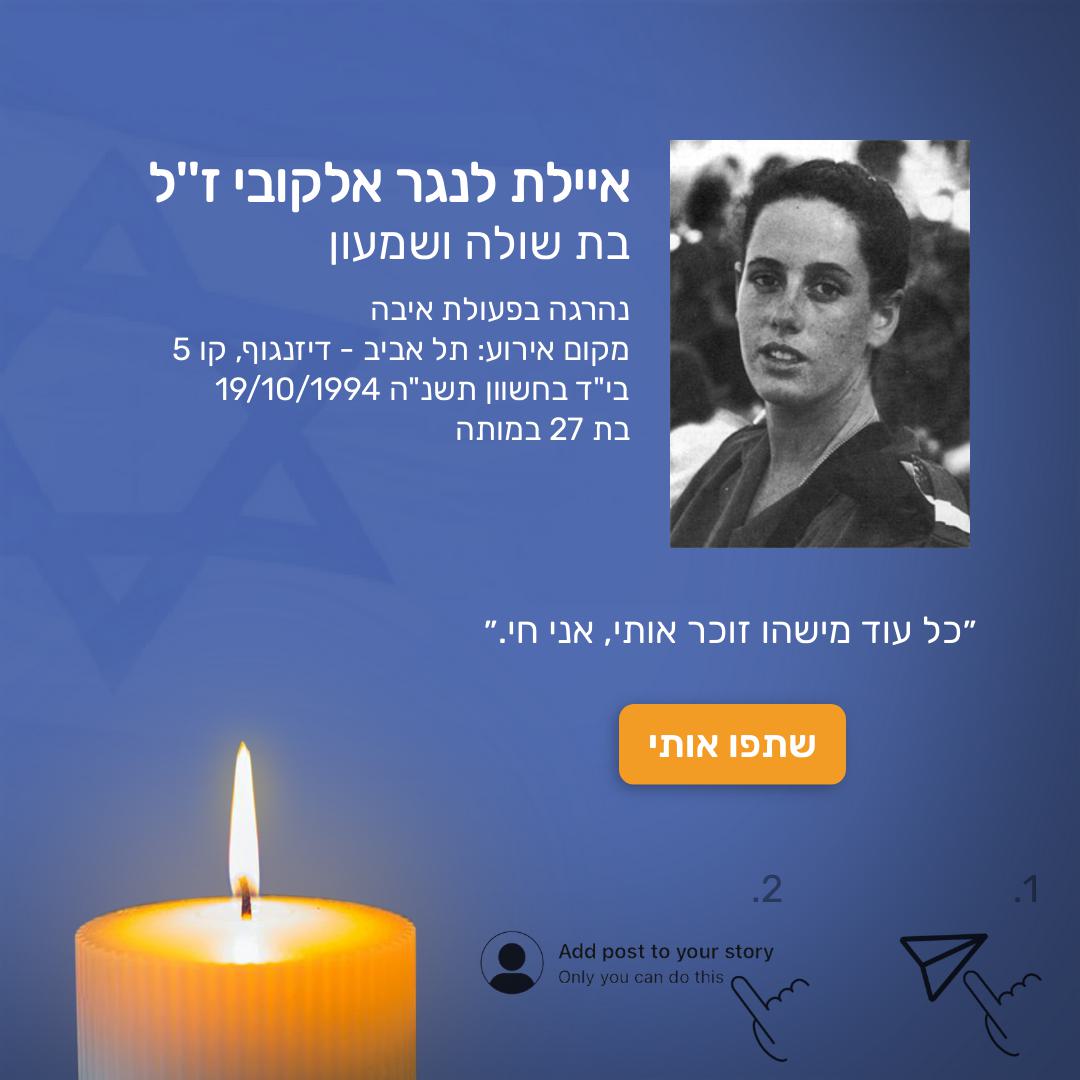 איילת לנגר אלקובי ז"ל
בת שולה ושמעון
נהרגה בפעולת איבה
מקום אירוע: תל אביב - דיזנגוף, קו 5
בי"ד בחשוון תשנ"ה 19/10/1994
בת 27 במותה
״כל עוד מישהו זוכר אותי, אני חי.״
שתפו אותי
1.
2.
Add post to your story
Only you can do this